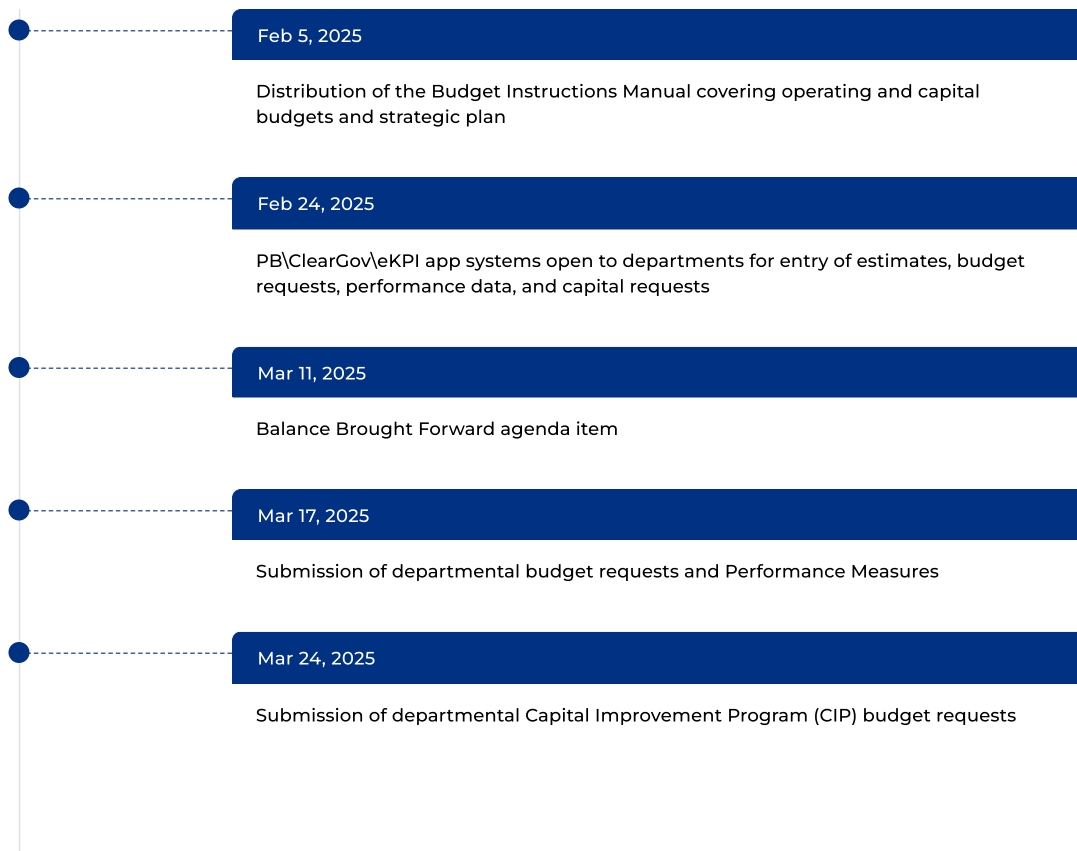 Feb 5, 2025
Distribution of the Budget Instructions Manual covering operating and capital
budgets and strategic plan
Feb 24, 2025
PB\ClearGov\eKPI app systems open to departments for entry of estimates, budget
requests, performance data, and capital requests
Mar 11, 2025
Balance Brought Forward agenda item
Mar 17, 2025
Submission of departmental budget requests and Performance Measures
Mar 24, 2025
Submission of departmental Capital Improvement Program (CIP) budget requests